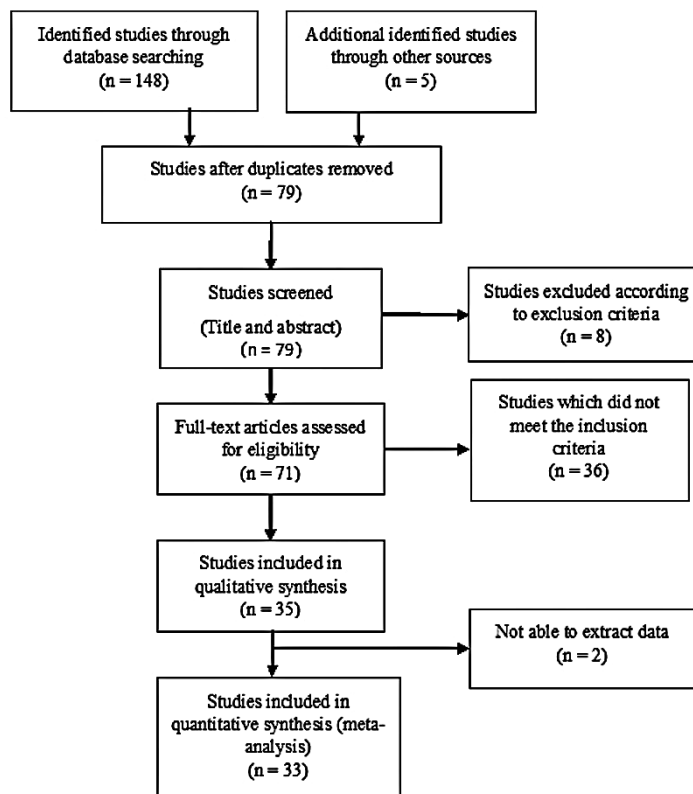 Identified studies through
database searching
(n = 148)
Additional identified studies
through other sources
(n = 5)
Studies after duplicates removed
(n = 79)
Studies screened
(Title and abstract)
(n = 79)
Studies excluded according
to exclusion criteria
(n = 8)
Full-text articles assessed
for eligibility
(n = 71)
Studies which did not
meet the inclusion
criteria
(n = 36)
Studies included in
qualitative synthesis
(n = 35)
Not able to extract data
(n = 2)
Studies included in
quantitative synthesis (meta-
analysis)
(n = 33)